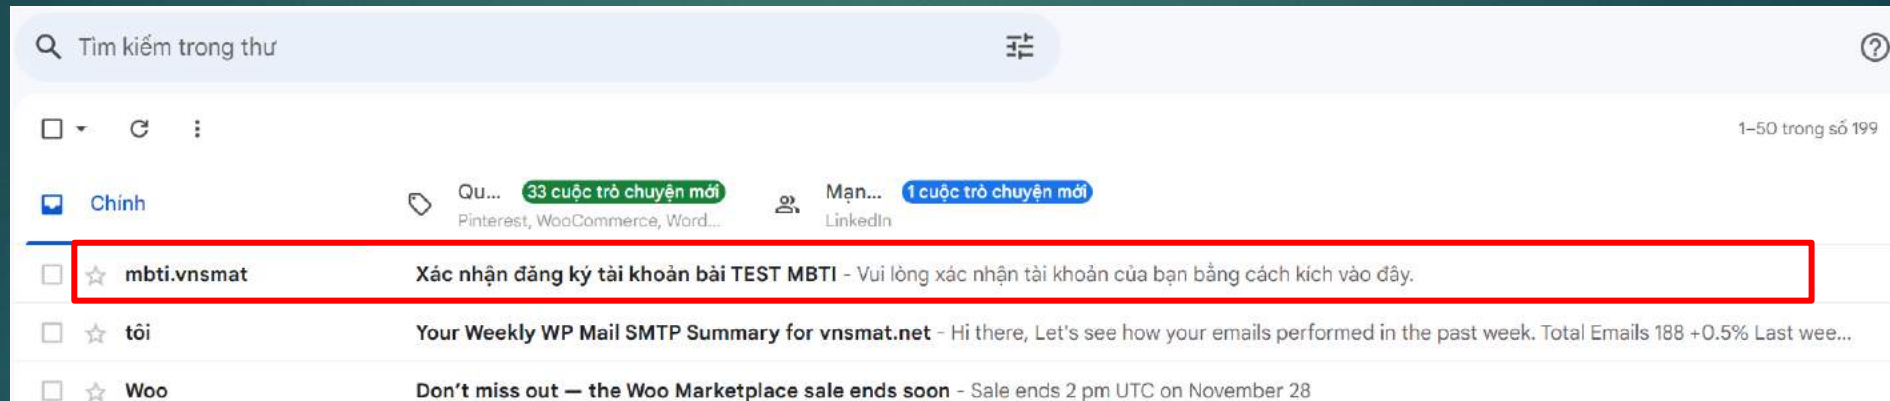 Tìm kiếm trong thư
1–50 trong số 199
Chính
Qu... 33 cuộc trò chuyện mới
Pinterest, WooCommerce, Word...
Mạn... 1 cuộc trò chuyện mới
LinkedIn
mbti.vnsmat Xác nhận đăng ký tài khoản bài TEST MBTI - Vui lòng xác nhận tài khoản của bạn bằng cách kích vào đây.
tôi Your Weekly WP Mail SMTP Summary for vnsmat.net - Hi there, Let's see how your emails performed in the past week. Total Emails 188 +0.5% Last wee...
Woo Don’t miss out — the Woo Marketplace sale ends soon - Sale ends 2 pm UTC on November 28